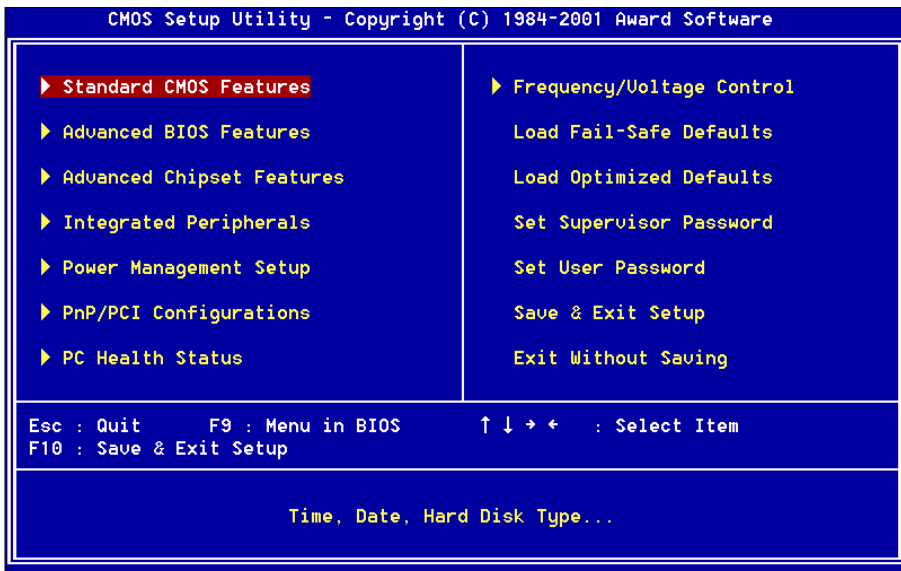 CMOS Setup Utility - Copyright (C) 1984-2001 Award Software
Standard CMOS Features
Advanced BIOS Features
Advanced Chipset Features
Integrated Peripherals
Power Management Setup
PnP/PCI Configurations
PC Health Status
Frequency/Voltage Control
Load Fail-Safe Defaults
Load Optimized Defaults
Set Supervisor Password
Set User Password
Save & Exit Setup
Exit Without Saving
Esc : Quit F9 : Menu in BIOS ↑ ↓ → ← : Select Item
F10 : Save & Exit Setup
Time, Date, Hard Disk Type...